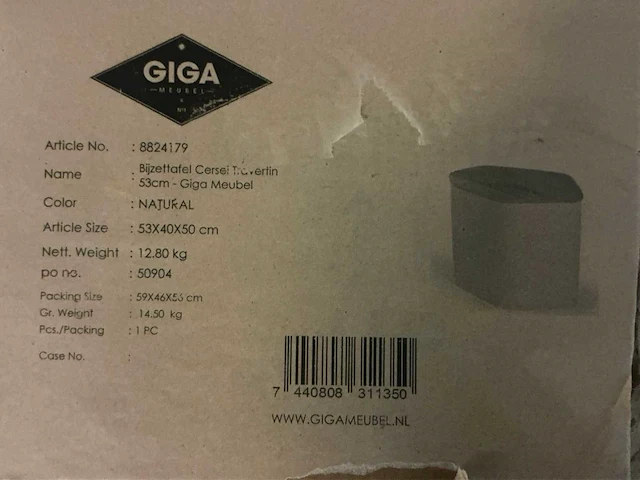 GIGA
MEUBEL
Article No. : 8824179
Name : Bijzettafel Cersei Travertin
53cm - Giga Meubel
Color : NATURAL
Article Size : 53X40X50 cm
Nett. Weight : 12.80 kg
po no. : 50904
Packing Size : 59X46X55 cm
Gr. Weight : 14.50 kg
Pcs./Packing : 1 PC
Case No. :
7 440808 311350
WWW.GIGAMEUBEL.NL